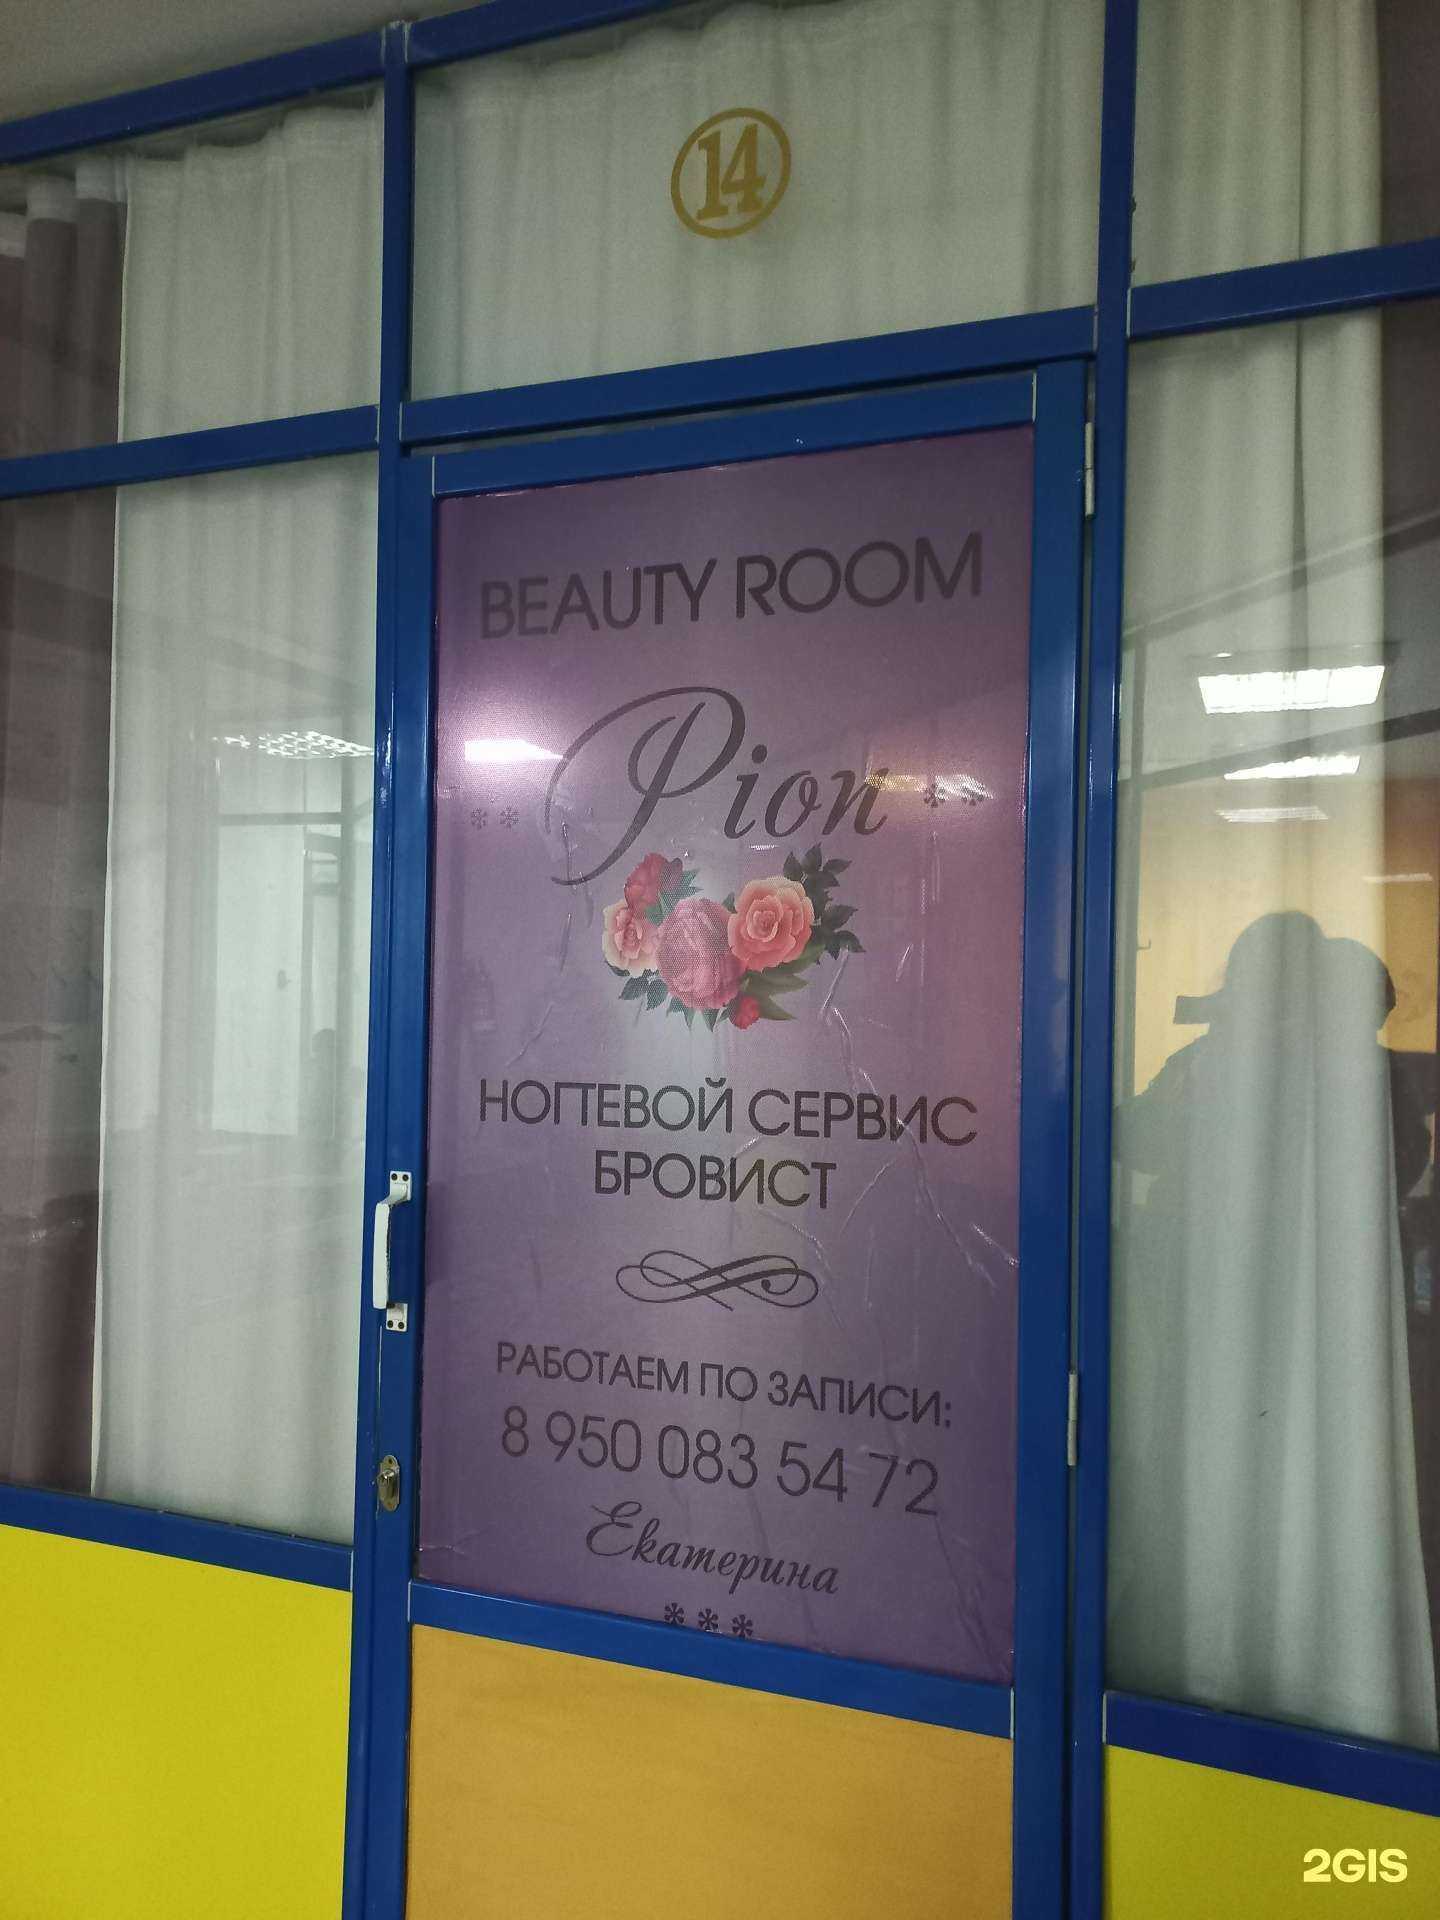 14
BEAUTY ROOM
Pion
НОГТЕВОЙ СЕРВИС
БРОВИСТ
РАБОТАЕМ ПО ЗАПИСИ:
8 950 083 54 72
Екатерина
2GIS